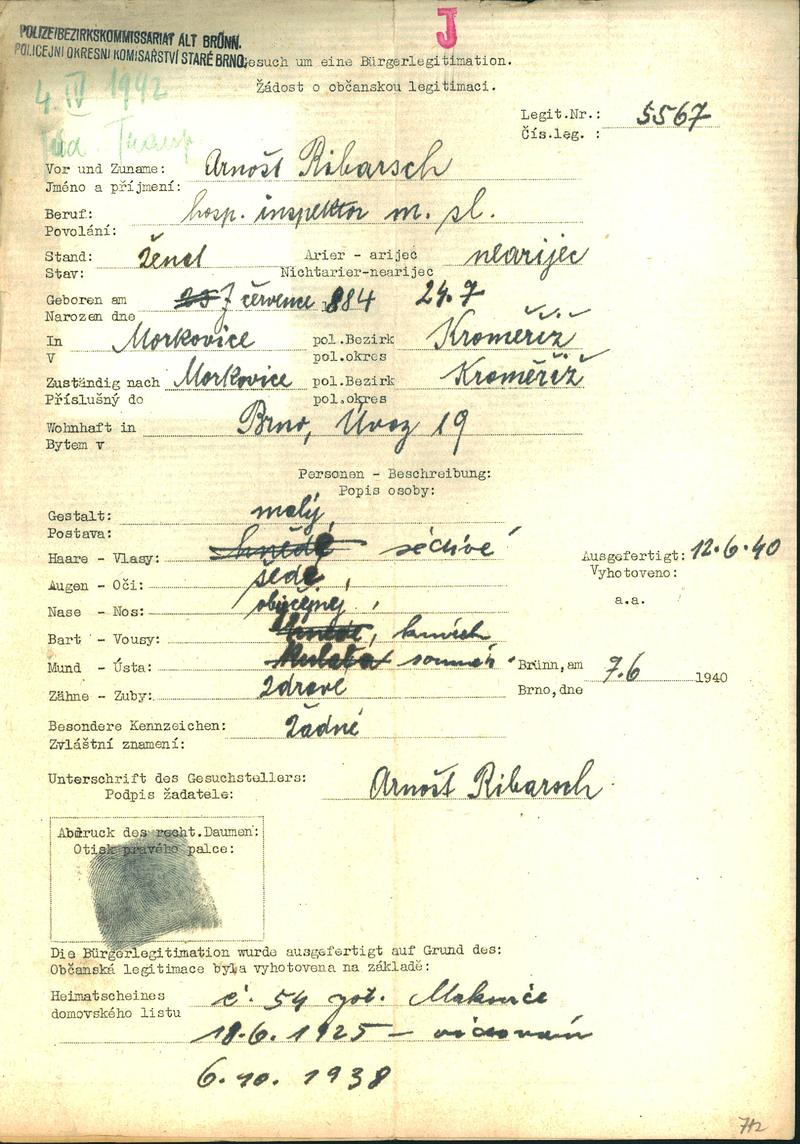 J
POLIZEIBEZIRKSKOMMISSARIAT ALT BRÜNN.
POLICEJNI OKRESNI KOMISAŘSTVÍ STARÉ BRNO.
Gesuch um eine Bürgerlegitimation.
Žádost o občanskou legitimaci.
4. IV 1942
Legit.Nr.: 5567
Čís.leg. :
Vor und Zuname: Arnošt Ribarsch
Jméno a příjmení:
Beruf: hosp. inspektor m. sl.
Povolání:
Stand: ženat Arier - arijec nearijec
Stav: Nichtarier-nearijec
Geboren am 7 července 1884 24.7
Narozen dne
In Morkovice pol.Bezirk Kroměříž
V pol.okres
Zuständig nach Morkovice pol.Bezirk Kroměříž
Příslušný do pol.okres
Wohnhaft in Brno, Úvoz 19
Bytem v
Personen - Beschreibung:
Popis osoby:
Gestalt: malý
Postava:
Haare - Vlasy: hnědé
Ausgefertigt: 12.6.40
Vyhotoveno:
Augen - Oči: šedé,
a.a.
Nase - Nos: obyčejný,
Bart - Vousy:
Mund - Ústa:
Brünn, am 7.6 1940
Brno, dne
Zähne - Zuby: zdravé
Besondere Kennzeichen: žádné
Zvláštní znamení:
Unterschrift des Gesuchstellers: Arnošt Ribarsch
Podpis žadatele:
Abdruck des recht.Daumen:
Otisk pravého palce:
Die Bürgerlegitimation wurde ausgefertigt auf Grund des:
Občanská legitimace byla vyhotovena na základě:
Heimatscheines č. 54
domovského listu
18.6.1925 -
6.10.1938